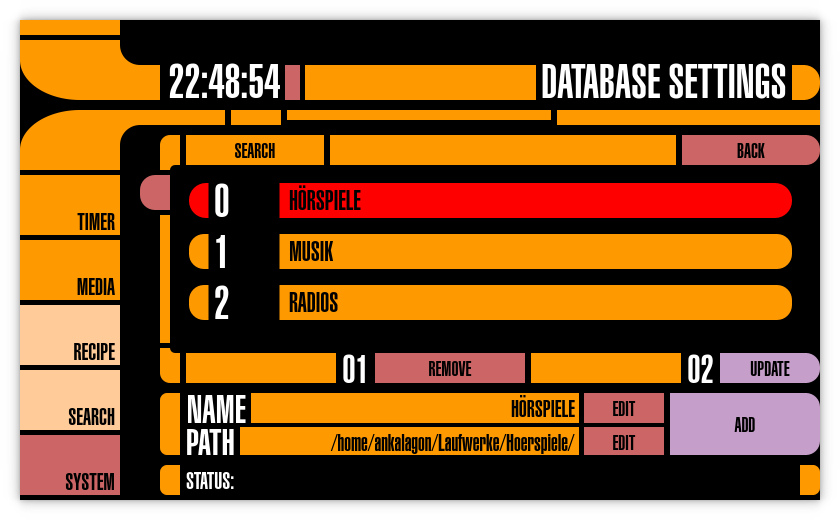 22:48:54 DATABASE SETTINGS
SEARCH BACK
0 HÖRSPIELE
1 MUSIK
2 RADIOS
TIMER
MEDIA
RECIPE
SEARCH
SYSTEM
01 REMOVE 02 UPDATE
NAME HÖRSPIELE EDIT
PATH /home/ankalagon/Laufwerke/Hoerspiele/ EDIT
ADD
STATUS: